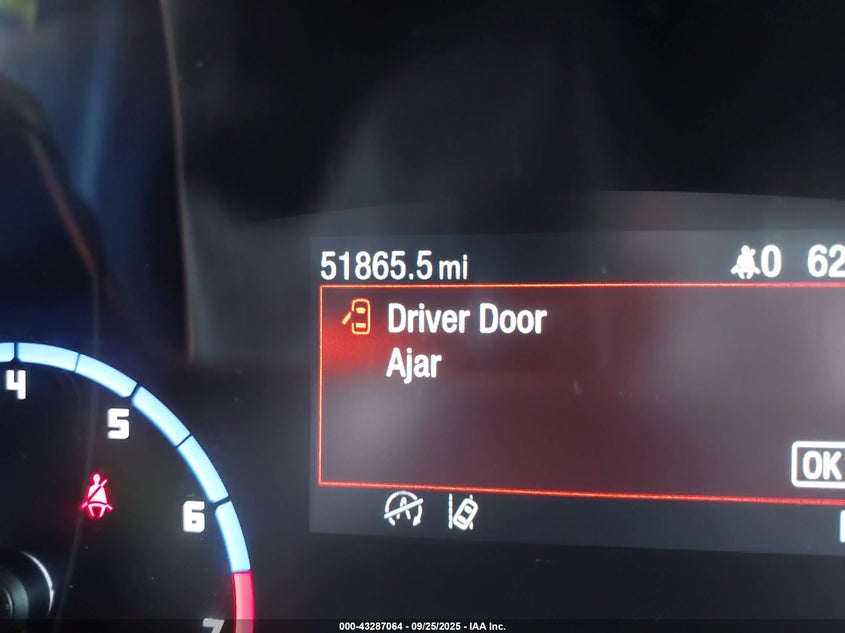 51865.5 mi
0 62
Driver Door
Ajar
OK
4
5
6
7
000-43287064 - 09/25/2025 - IAA Inc.